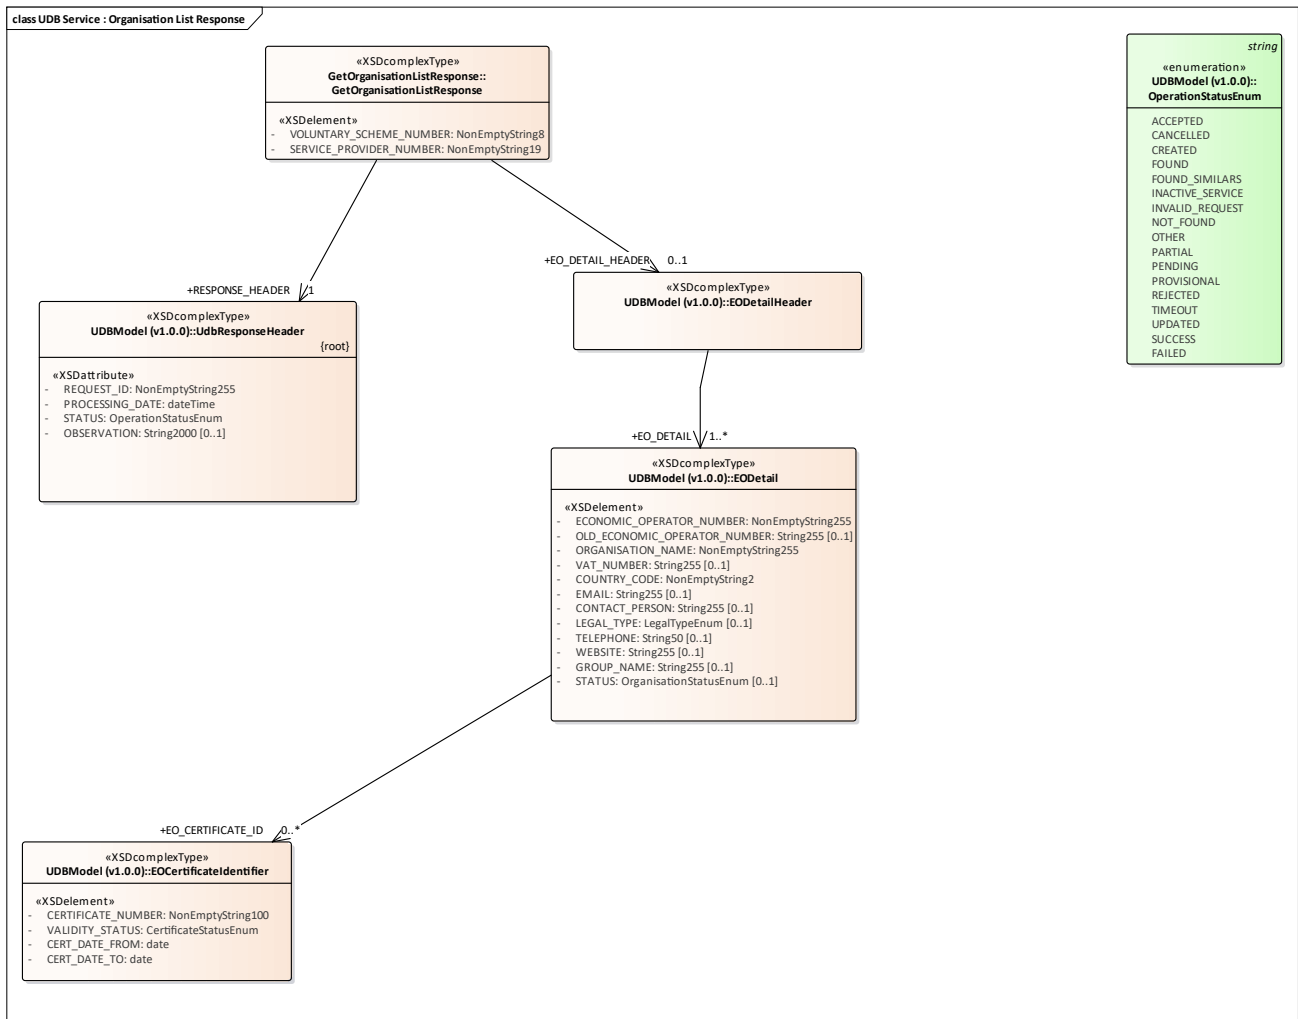 class UDB Service : Organisation List Response
«XSDcomplexType»
GetOrganisationListResponse::
GetOrganisationListResponse
«XSDelement»
- VOLUNTARY_SCHEME_NUMBER: NonEmptyString8
- SERVICE_PROVIDER_NUMBER: NonEmptyString19
string
«enumeration»
UDBModel (v1.0.0)::
OperationStatusEnum
ACCEPTED
CANCELLED
CREATED
FOUND
FOUND_SIMILARS
INACTIVE_SERVICE
INVALID_REQUEST
NOT_FOUND
OTHER
PARTIAL
PENDING
PROVISIONAL
REJECTED
TIMEOUT
UPDATED
SUCCESS
FAILED
+EO_DETAIL_HEADER 0..1
+RESPONSE_HEADER 1
«XSDcomplexType»
UDBModel (v1.0.0)::EODetailHeader
«XSDcomplexType»
UDBModel (v1.0.0)::UdbResponseHeader
{root}
«XSDattribute»
- REQUEST_ID: NonEmptyString255
- PROCESSING_DATE: dateTime
- STATUS: OperationStatusEnum
- OBSERVATION: String2000 [0..1]
+EO_DETAIL 1..*
«XSDcomplexType»
UDBModel (v1.0.0)::EODetail
«XSDelement»
- ECONOMIC_OPERATOR_NUMBER: NonEmptyString255
- OLD_ECONOMIC_OPERATOR_NUMBER: String255 [0..1]
- ORGANISATION_NAME: NonEmptyString255
- VAT_NUMBER: String255 [0..1]
- COUNTRY_CODE: NonEmptyString2
- EMAIL: String255 [0..1]
- CONTACT_PERSON: String255 [0..1]
- LEGAL_TYPE: LegalTypeEnum [0..1]
- TELEPHONE: String50 [0..1]
- WEBSITE: String255 [0..1]
- GROUP_NAME: String255 [0..1]
- STATUS: OrganisationStatusEnum [0..1]
+EO_CERTIFICATE_ID 0..*
«XSDcomplexType»
UDBModel (v1.0.0)::EOCertificateIdentifier
«XSDelement»
- CERTIFICATE_NUMBER: NonEmptyString100
- VALIDITY_STATUS: CertificateStatusEnum
- CERT_DATE_FROM: date
- CERT_DATE_TO: date